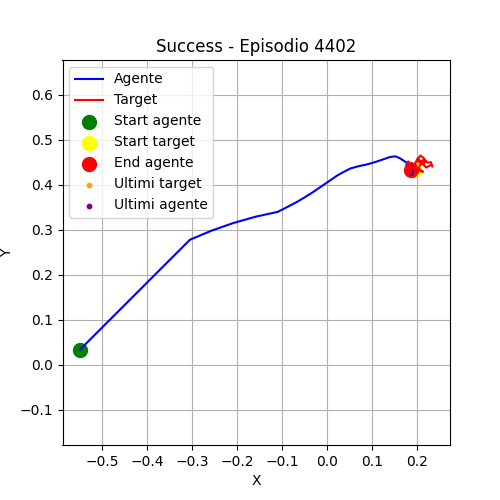 Success - Episodio 4402
Agente
Target
Start agente
Start target
End agente
Ultimi target
Ultimi agente
0.6
0.5
0.4
0.3
0.2
0.1
0.0
−0.1
Y
−0.5 −0.4 −0.3 −0.2 −0.1 0.0 0.1 0.2
X